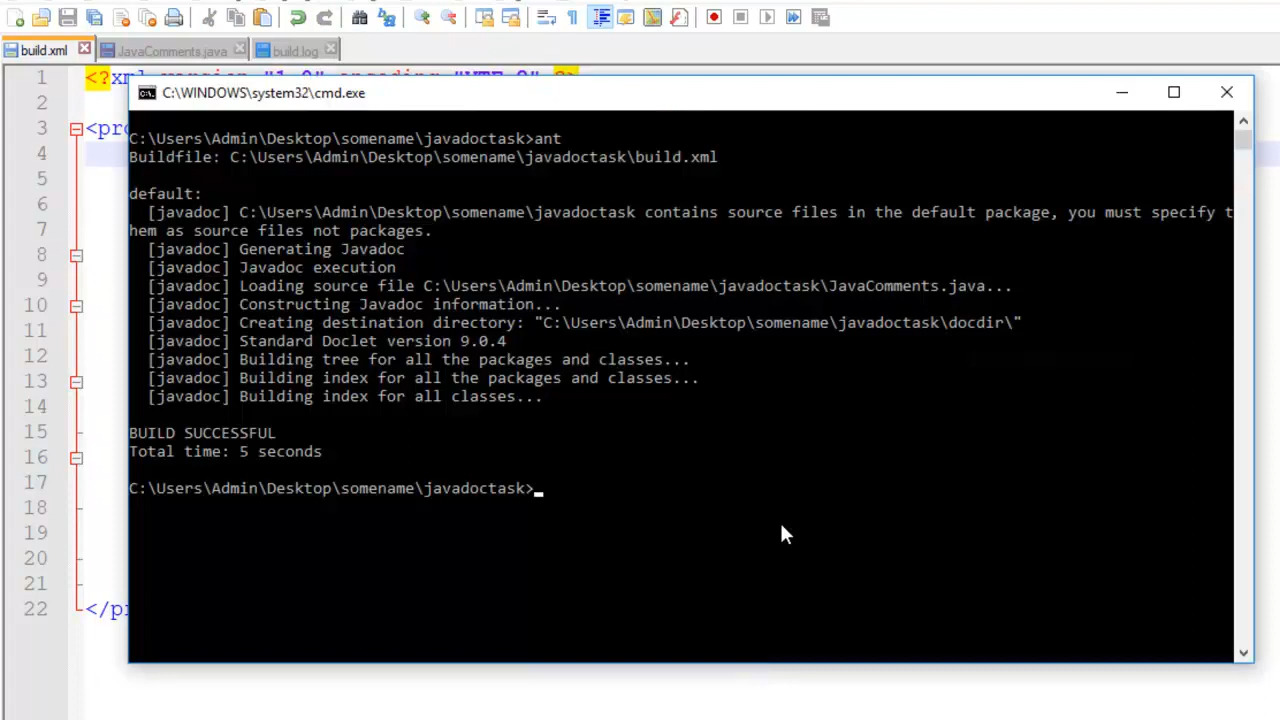 build.xml JavaComments.java build.log
1
C:\WINDOWS\system32\cmd.exe
2
3 <pro
4
5
6
7
8
9
10
11
12
13
14
15
16
17
18
19
20
21
22 </pr
C:\Users\Admin\Desktop\somename\javadoctask>ant
Buildfile: C:\Users\Admin\Desktop\somename\javadoctask\build.xml
default:
[javadoc] C:\Users\Admin\Desktop\somename\javadoctask contains source files in the default package, you must specify t
hem as source files not packages.
[javadoc] Generating Javadoc
[javadoc] Javadoc execution
[javadoc] Loading source file C:\Users\Admin\Desktop\somename\javadoctask\JavaComments.java...
[javadoc] Constructing Javadoc information...
[javadoc] Creating destination directory: "C:\Users\Admin\Desktop\somename\javadoctask\docdir\"
[javadoc] Standard Doclet version 9.0.4
[javadoc] Building tree for all the packages and classes...
[javadoc] Building index for all the packages and classes...
[javadoc] Building index for all classes...
BUILD SUCCESSFUL
Total time: 5 seconds
C:\Users\Admin\Desktop\somename\javadoctask>